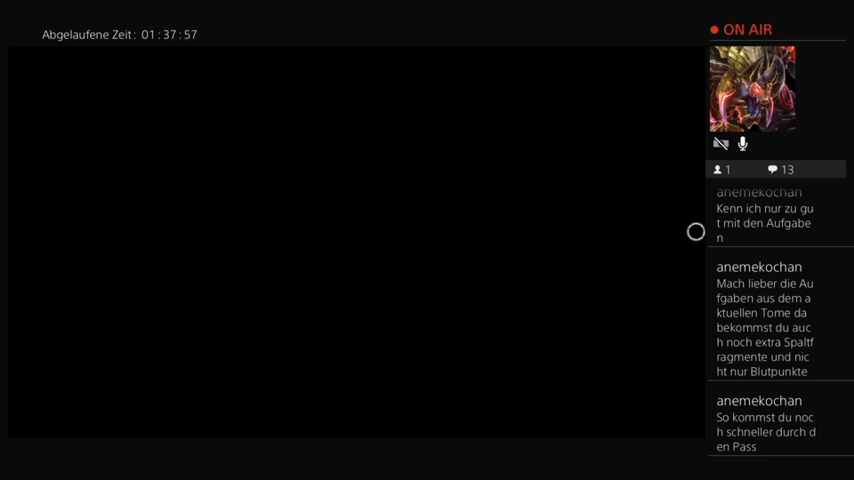 Abgelaufene Zeit: 01:37:57
ON AIR
1 13
anemekochan
Kenn ich nur zu gu
t mit den Aufgabe
n
anemekochan
Mach lieber die Au
fgaben aus dem a
ktuellen Tome da
bekommst du auc
h noch extra Spaltf
ragmente und nic
ht nur Blutpunkte
anemekochan
So kommst du noc
h schneller durch d
en Pass